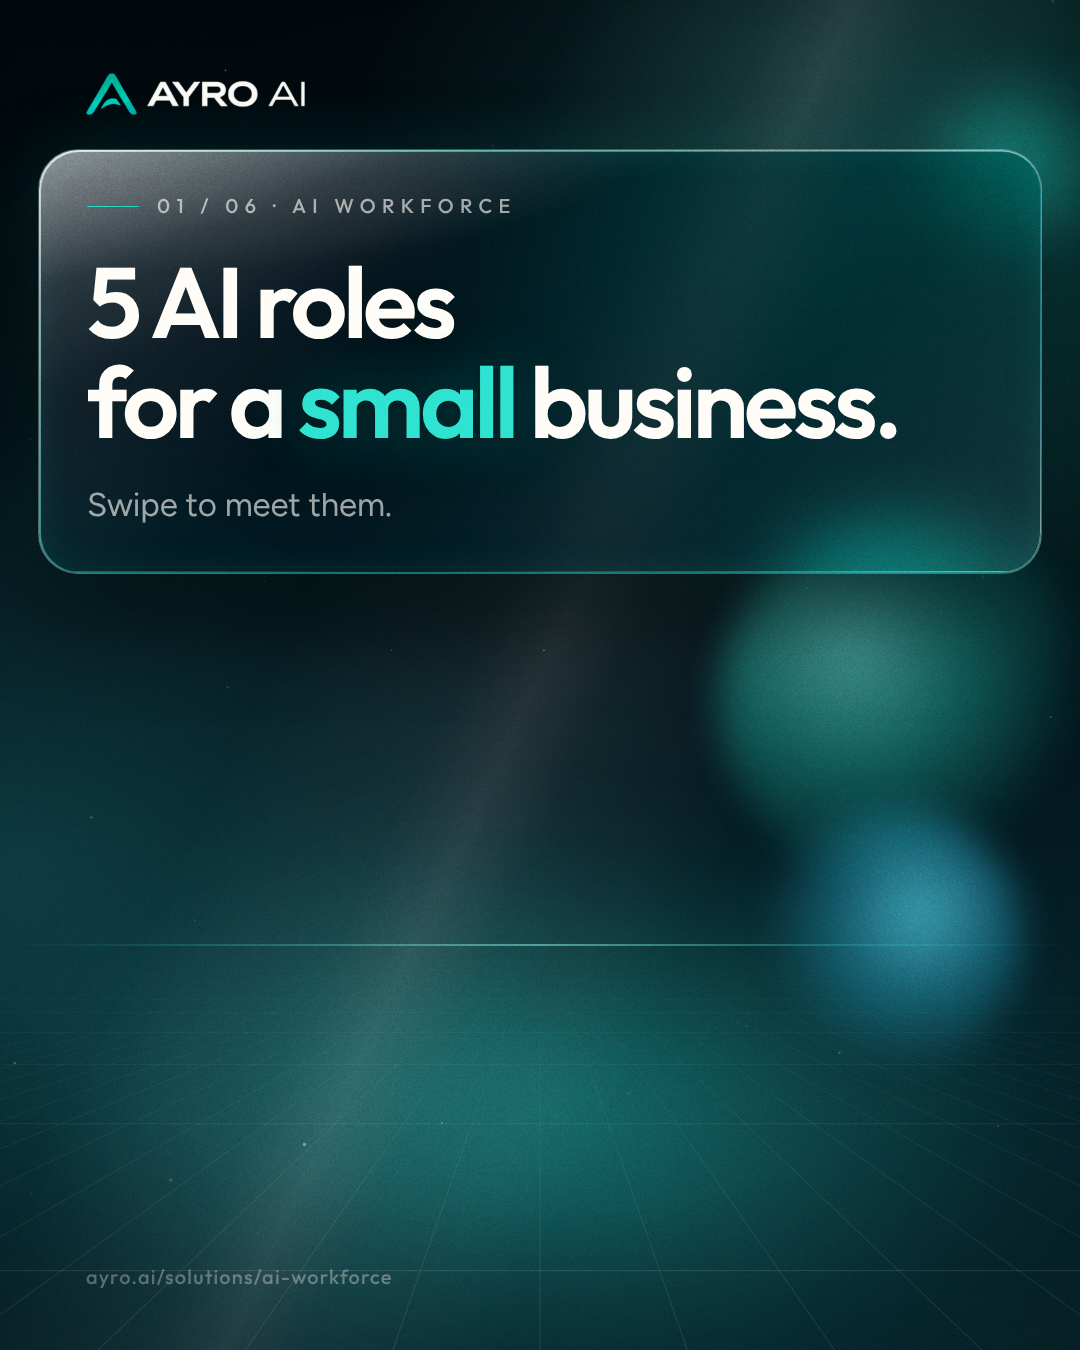 AYRO AI
01 / 06 · AI WORKFORCE
5 AI roles
for a small business.
Swipe to meet them.
ayro.ai/solutions/ai-workforce